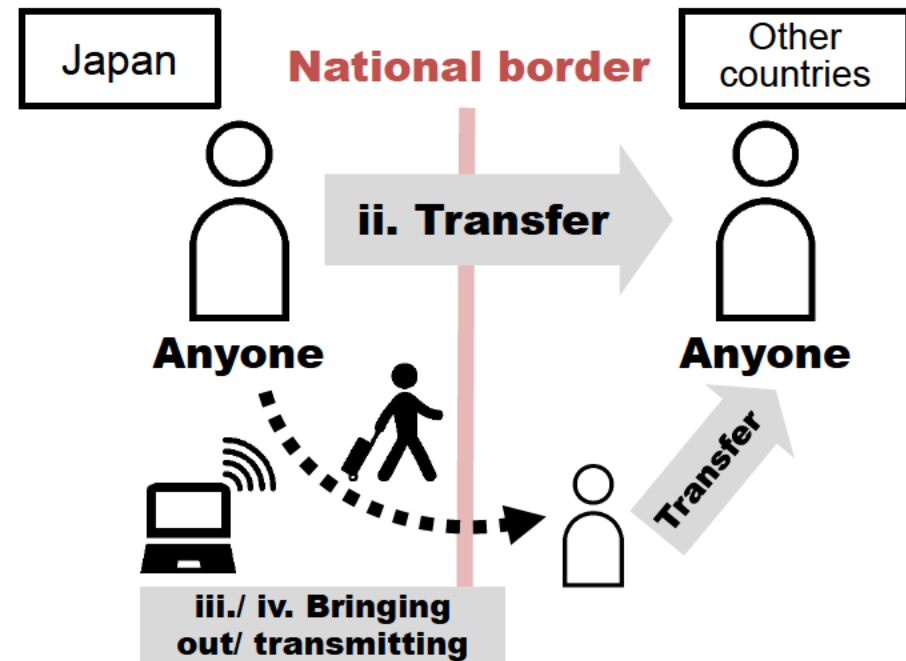 Japan
National border
Other
countries
ii. Transfer
Anyone
Anyone
Transfer
iii./ iv. Bringing
out/ transmitting